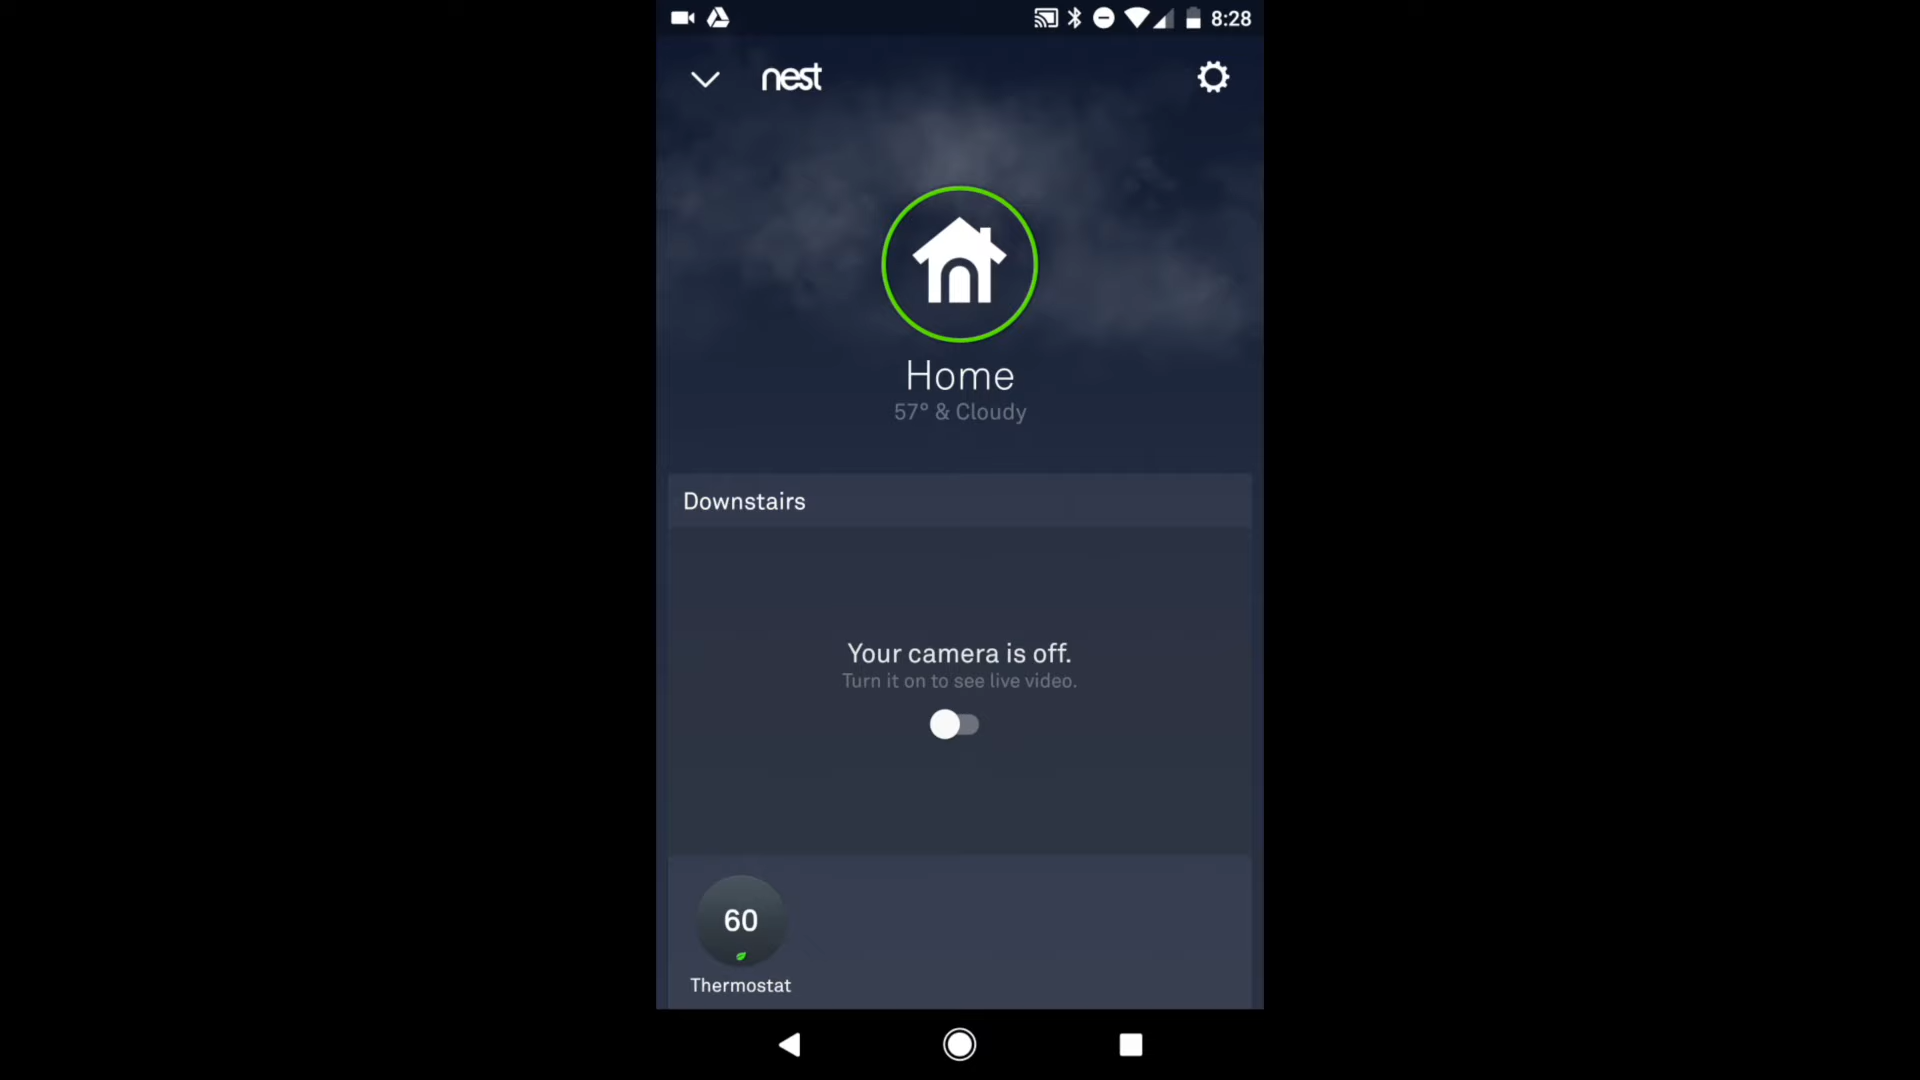 8:28
nest
Home
57° & Cloudy
Downstairs
Your camera is off.
Turn it on to see live video.
60
Thermostat